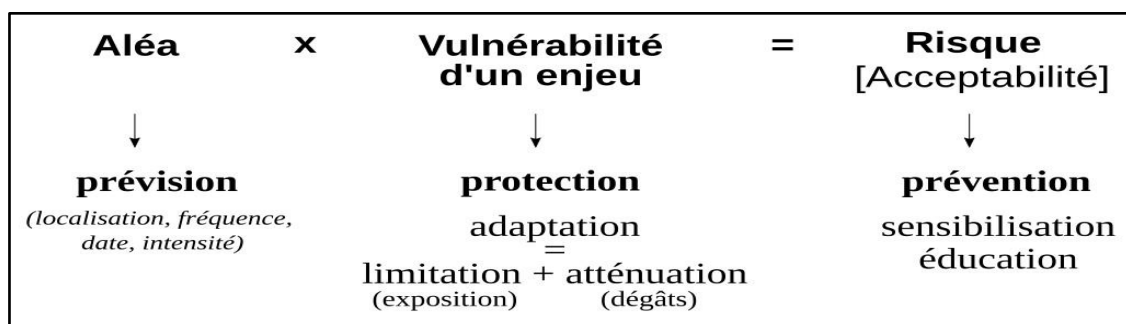 Aléa x Vulnérabilité d'un enjeu = Risque [Acceptabilité]
prévision
(localisation, fréquence,
date, intensité)
protection
adaptation
=
limitation + atténuation
(exposition) (dégâts)
prévention
sensibilisation
éducation